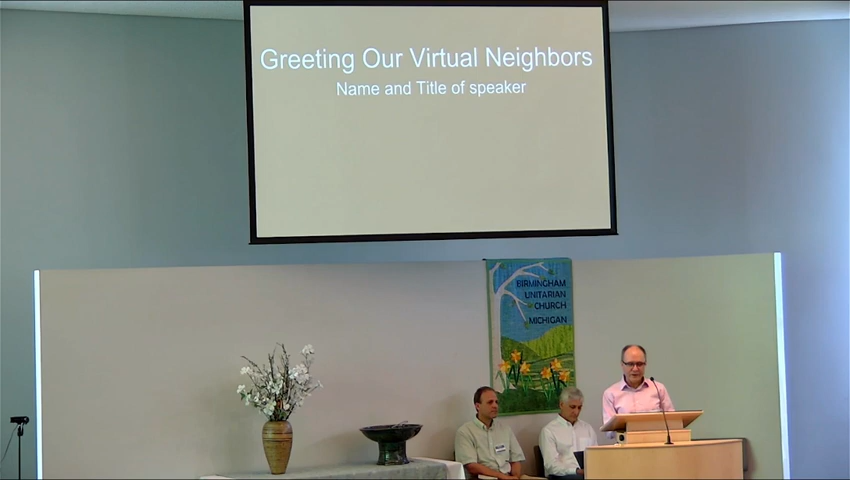 Greeting Our Virtual Neighbors
Name and Title of speaker
BIRMINGHAM
UNITARIAN
CHURCH
MICHIGAN